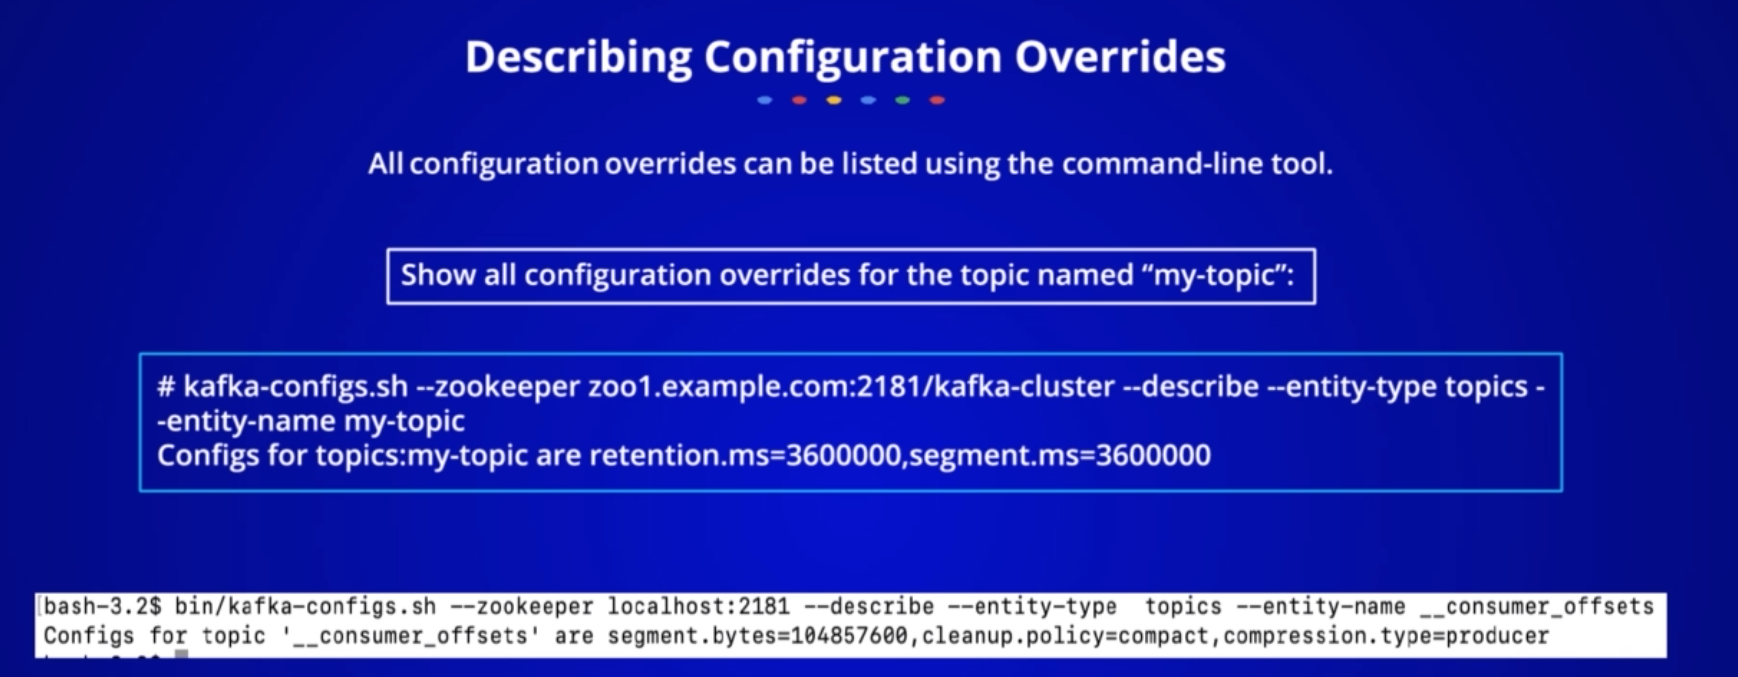 Describing Configuration Overrides
All configuration overrides can be listed using the command-line tool.
Show all configuration overrides for the topic named “my-topic”:
# kafka-configs.sh --zookeeper zoo1.example.com:2181/kafka-cluster --describe --entity-type topics -
-entity-name my-topic
Configs for topics:my-topic are retention.ms=3600000,segment.ms=3600000
[bash-3.2$ bin/kafka-configs.sh --zookeeper localhost:2181 --describe --entity-type  topics --entity-name __consumer_offsets
Configs for topic '__consumer_offsets' are segment.bytes=104857600,cleanup.policy=compact,compression.type=producer